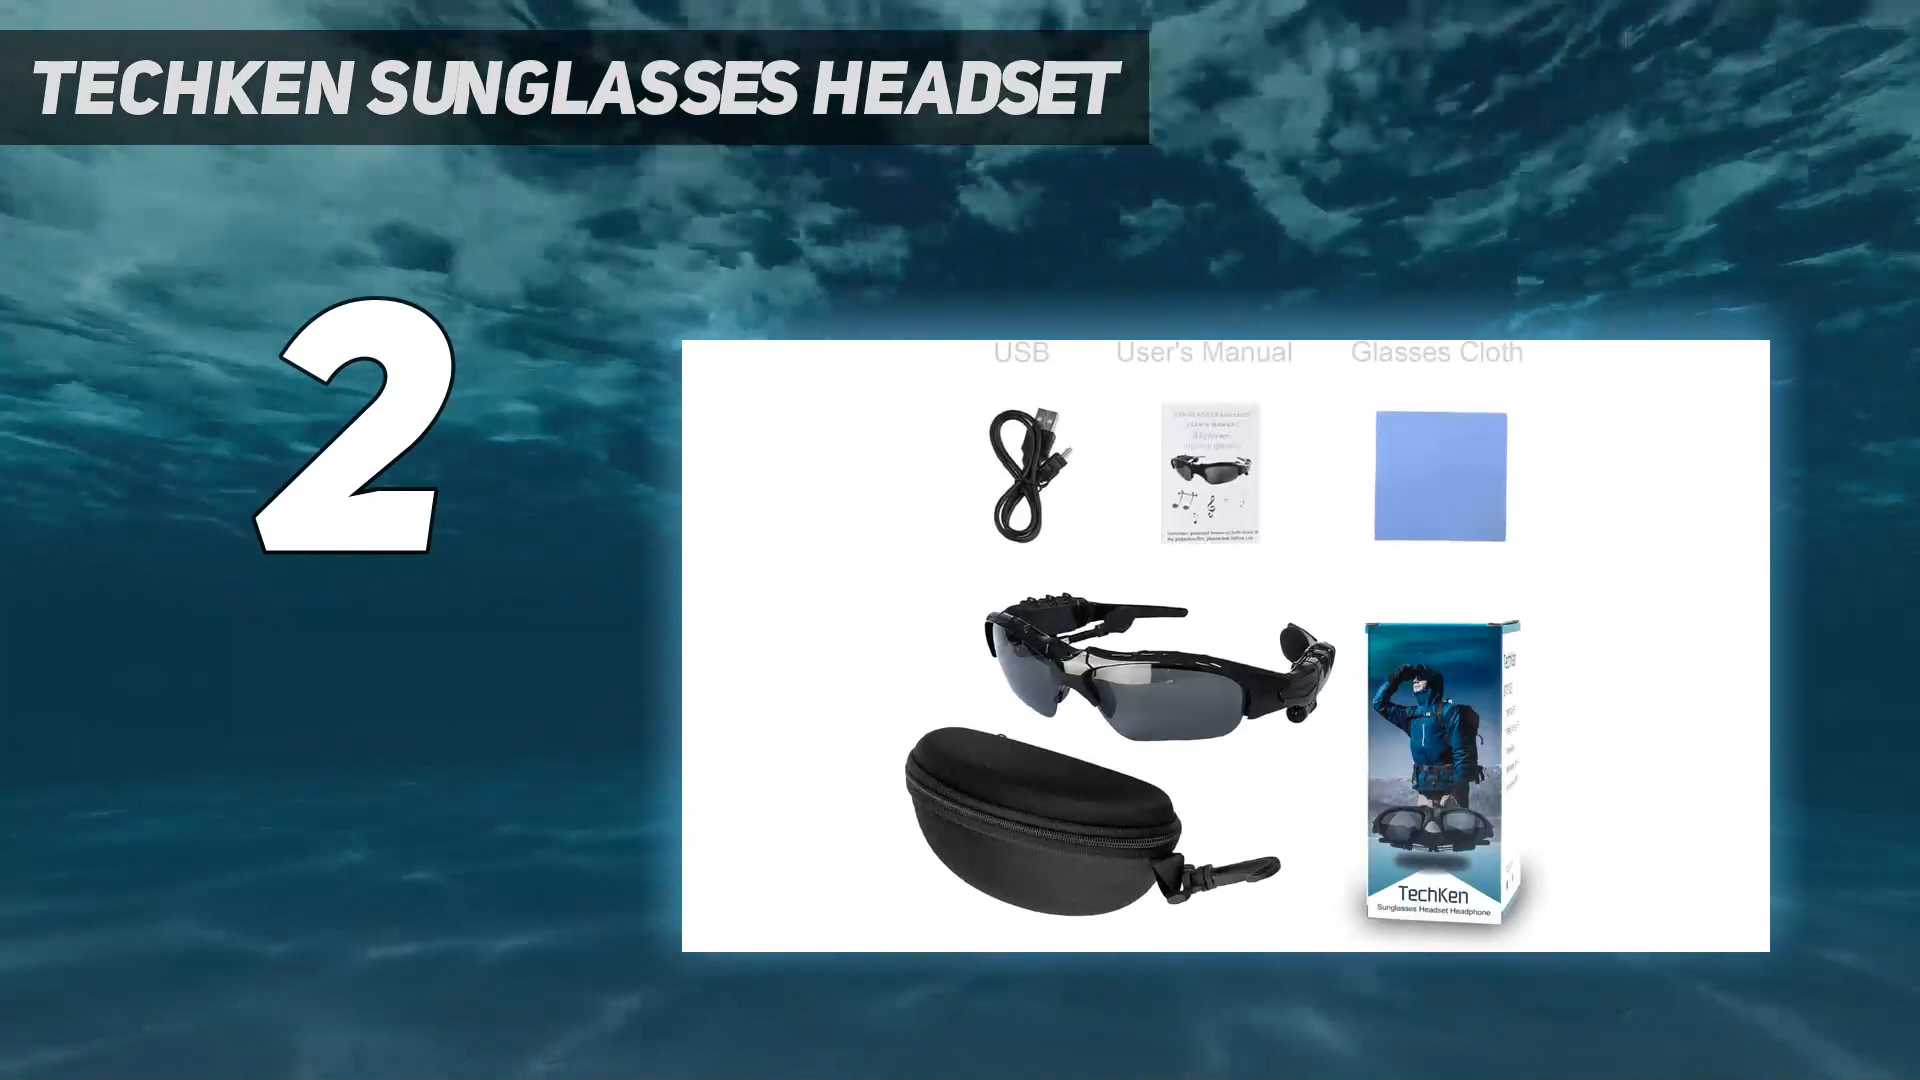 TECHKEN SUNGLASSES HEADSET
2
USB User's Manual Glasses Cloth
TechKen
Sunglasses Headset Headphone